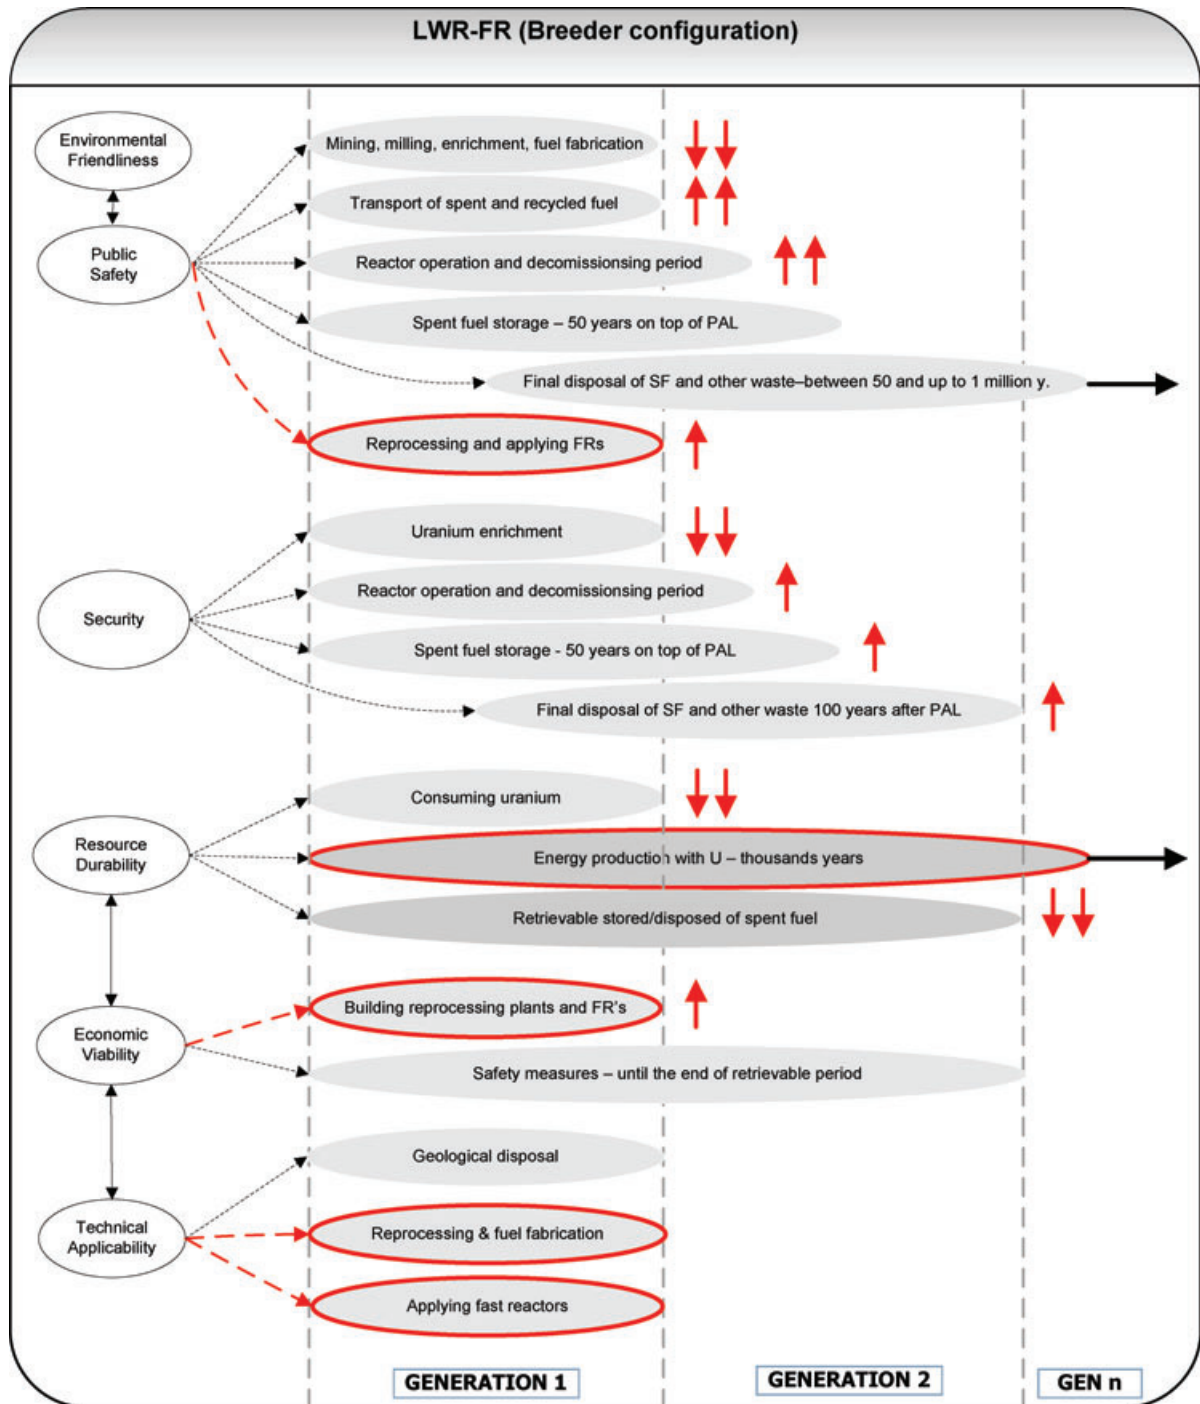 LWR-FR (Breeder configuration)
Environmental
Friendliness
Mining, milling, enrichment, fuel fabrication
Transport of spent and recycled fuel
Public
Safety
Reactor operation and decomissionsing period
Spent fuel storage – 50 years on top of PAL
Final disposal of SF and other waste–between 50 and up to 1 million y.
Reprocessing and applying FRs
Uranium enrichment
Reactor operation and decomissionsing period
Security
Spent fuel storage - 50 years on top of PAL
Final disposal of SF and other waste 100 years after PAL
Consuming uranium
Resource
Durability
Energy production with U – thousands years
Retrievable stored/disposed of spent fuel
Building reprocessing plants and FR's
Economic
Viability
Safety measures – until the end of retrievable period
Geological disposal
Technical
Applicability
Reprocessing & fuel fabrication
Applying fast reactors
GENERATION 1
GENERATION 2
GEN n